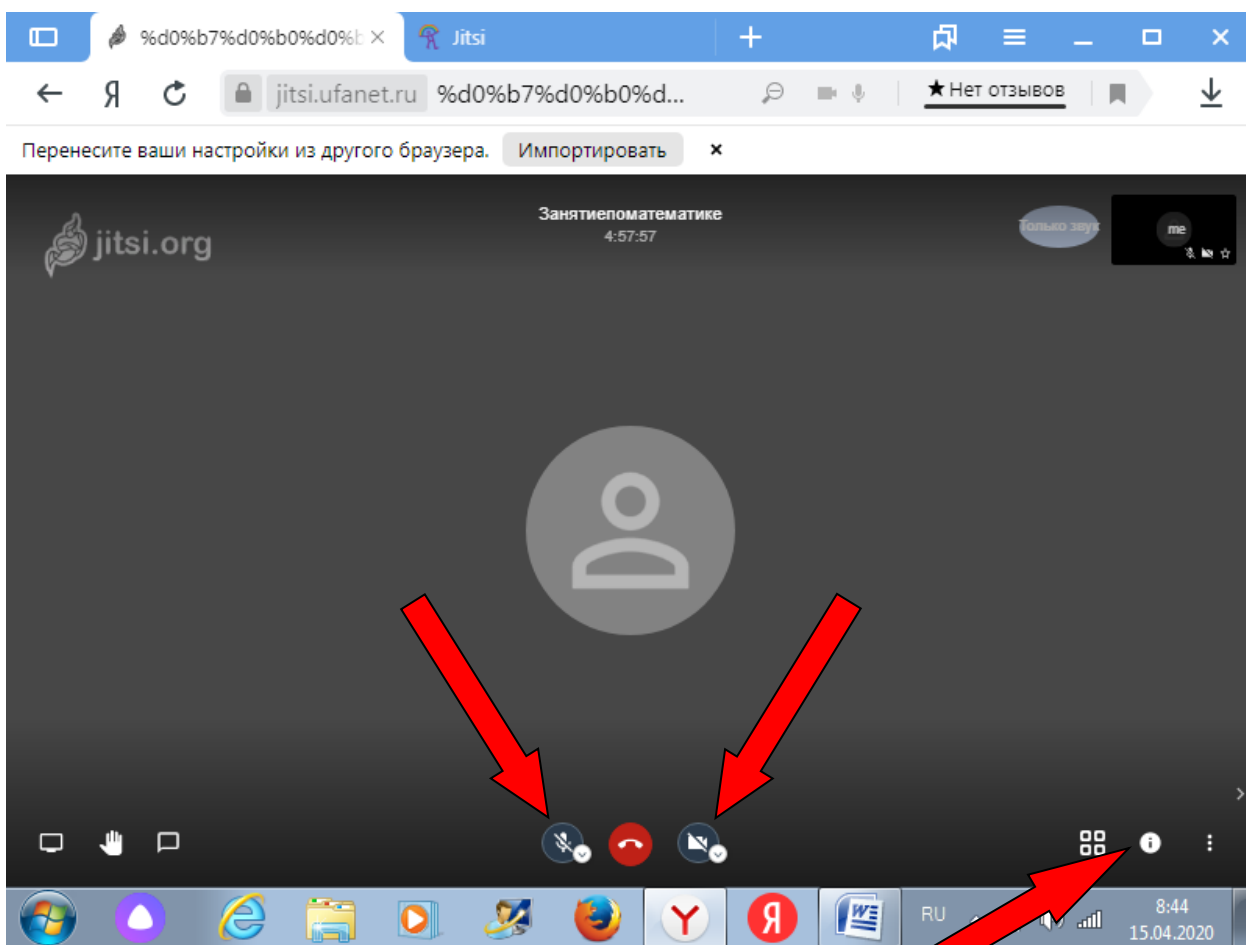 %d0%b7%d0%b0%d0%b
Jitsi
Я
jitsi.ufanet.ru %d0%b7%d0%b0%d...
★ Нет отзывов
Перенесите ваши настройки из другого браузера. Импортировать
jitsi.org
Занятиепоматематике
4:57:57
Только звук
me
RU
8:44
15.04.2020